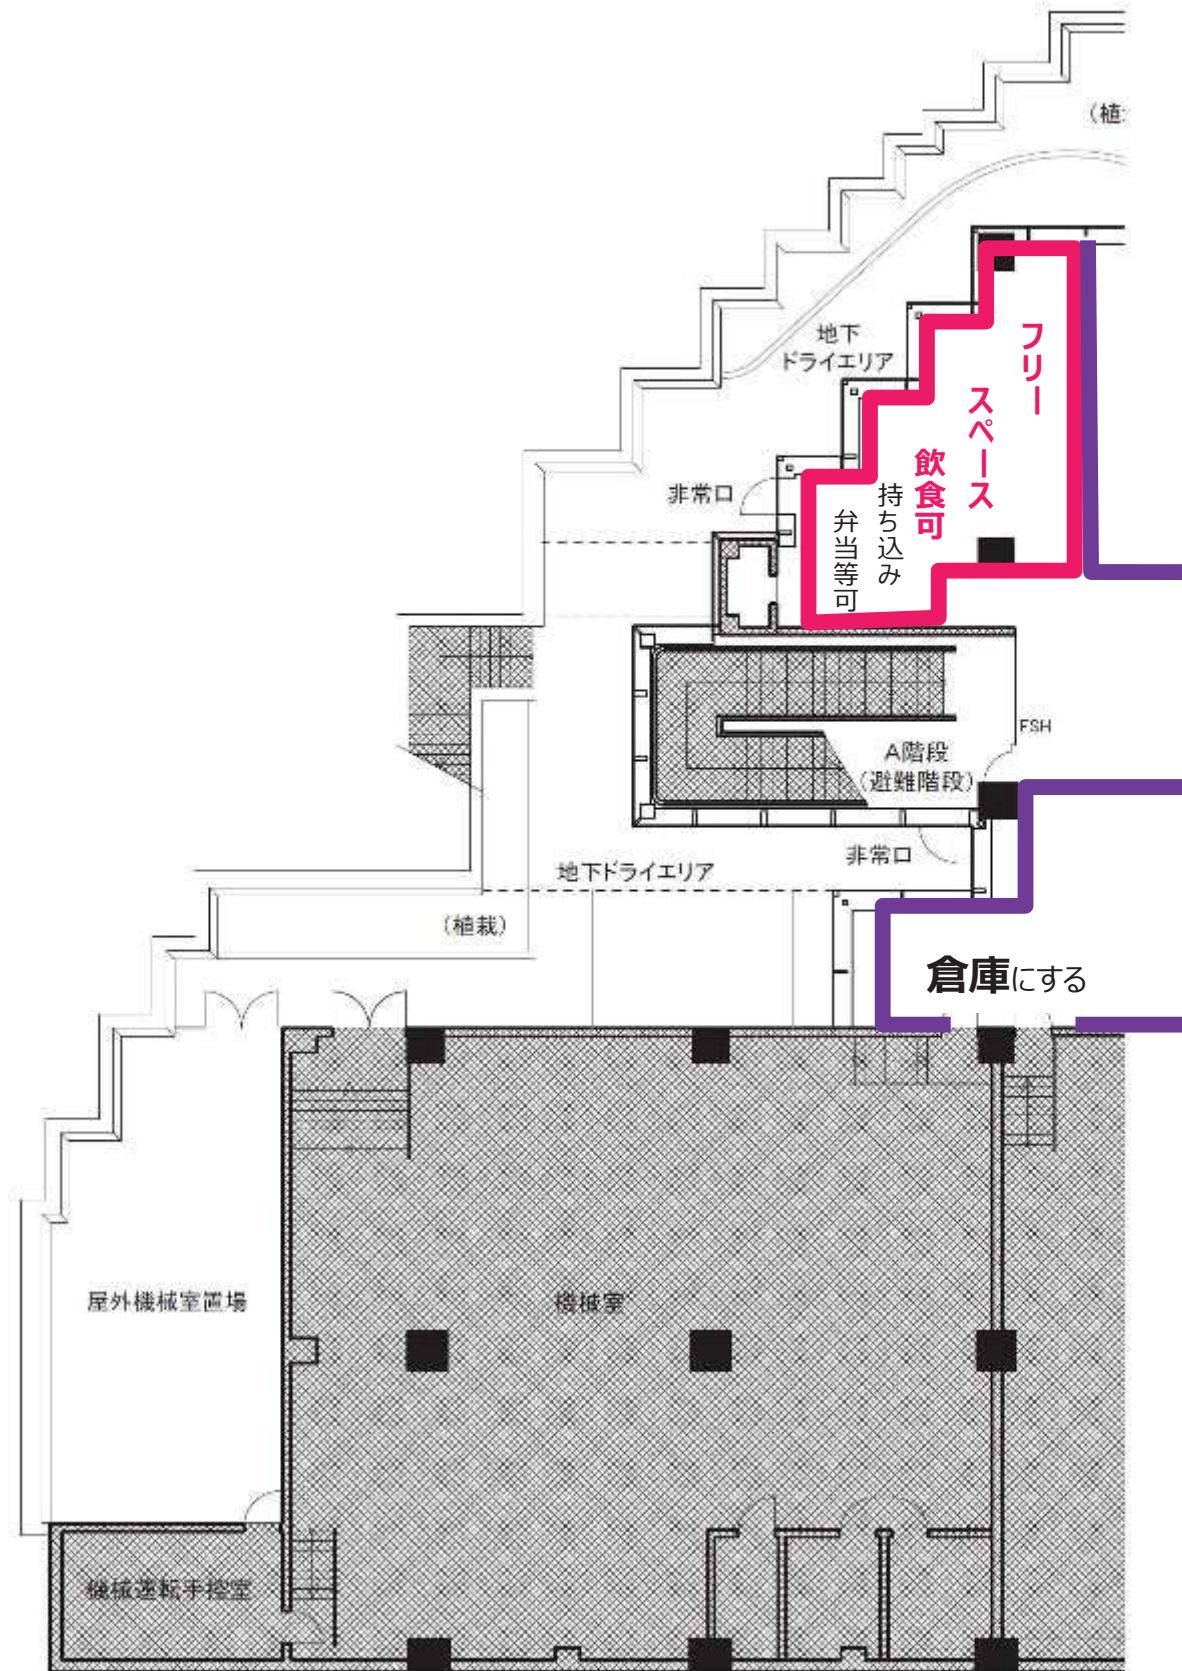 （植
地下
ドライエリア
フリー
スペース
飲食可
持ち込み
弁当等可
非常口
FSH
A階段
（避難階段）
非常口
地下ドライエリア
（植栽）
倉庫にする
屋外機械室置場
機械室
機械運転手控室